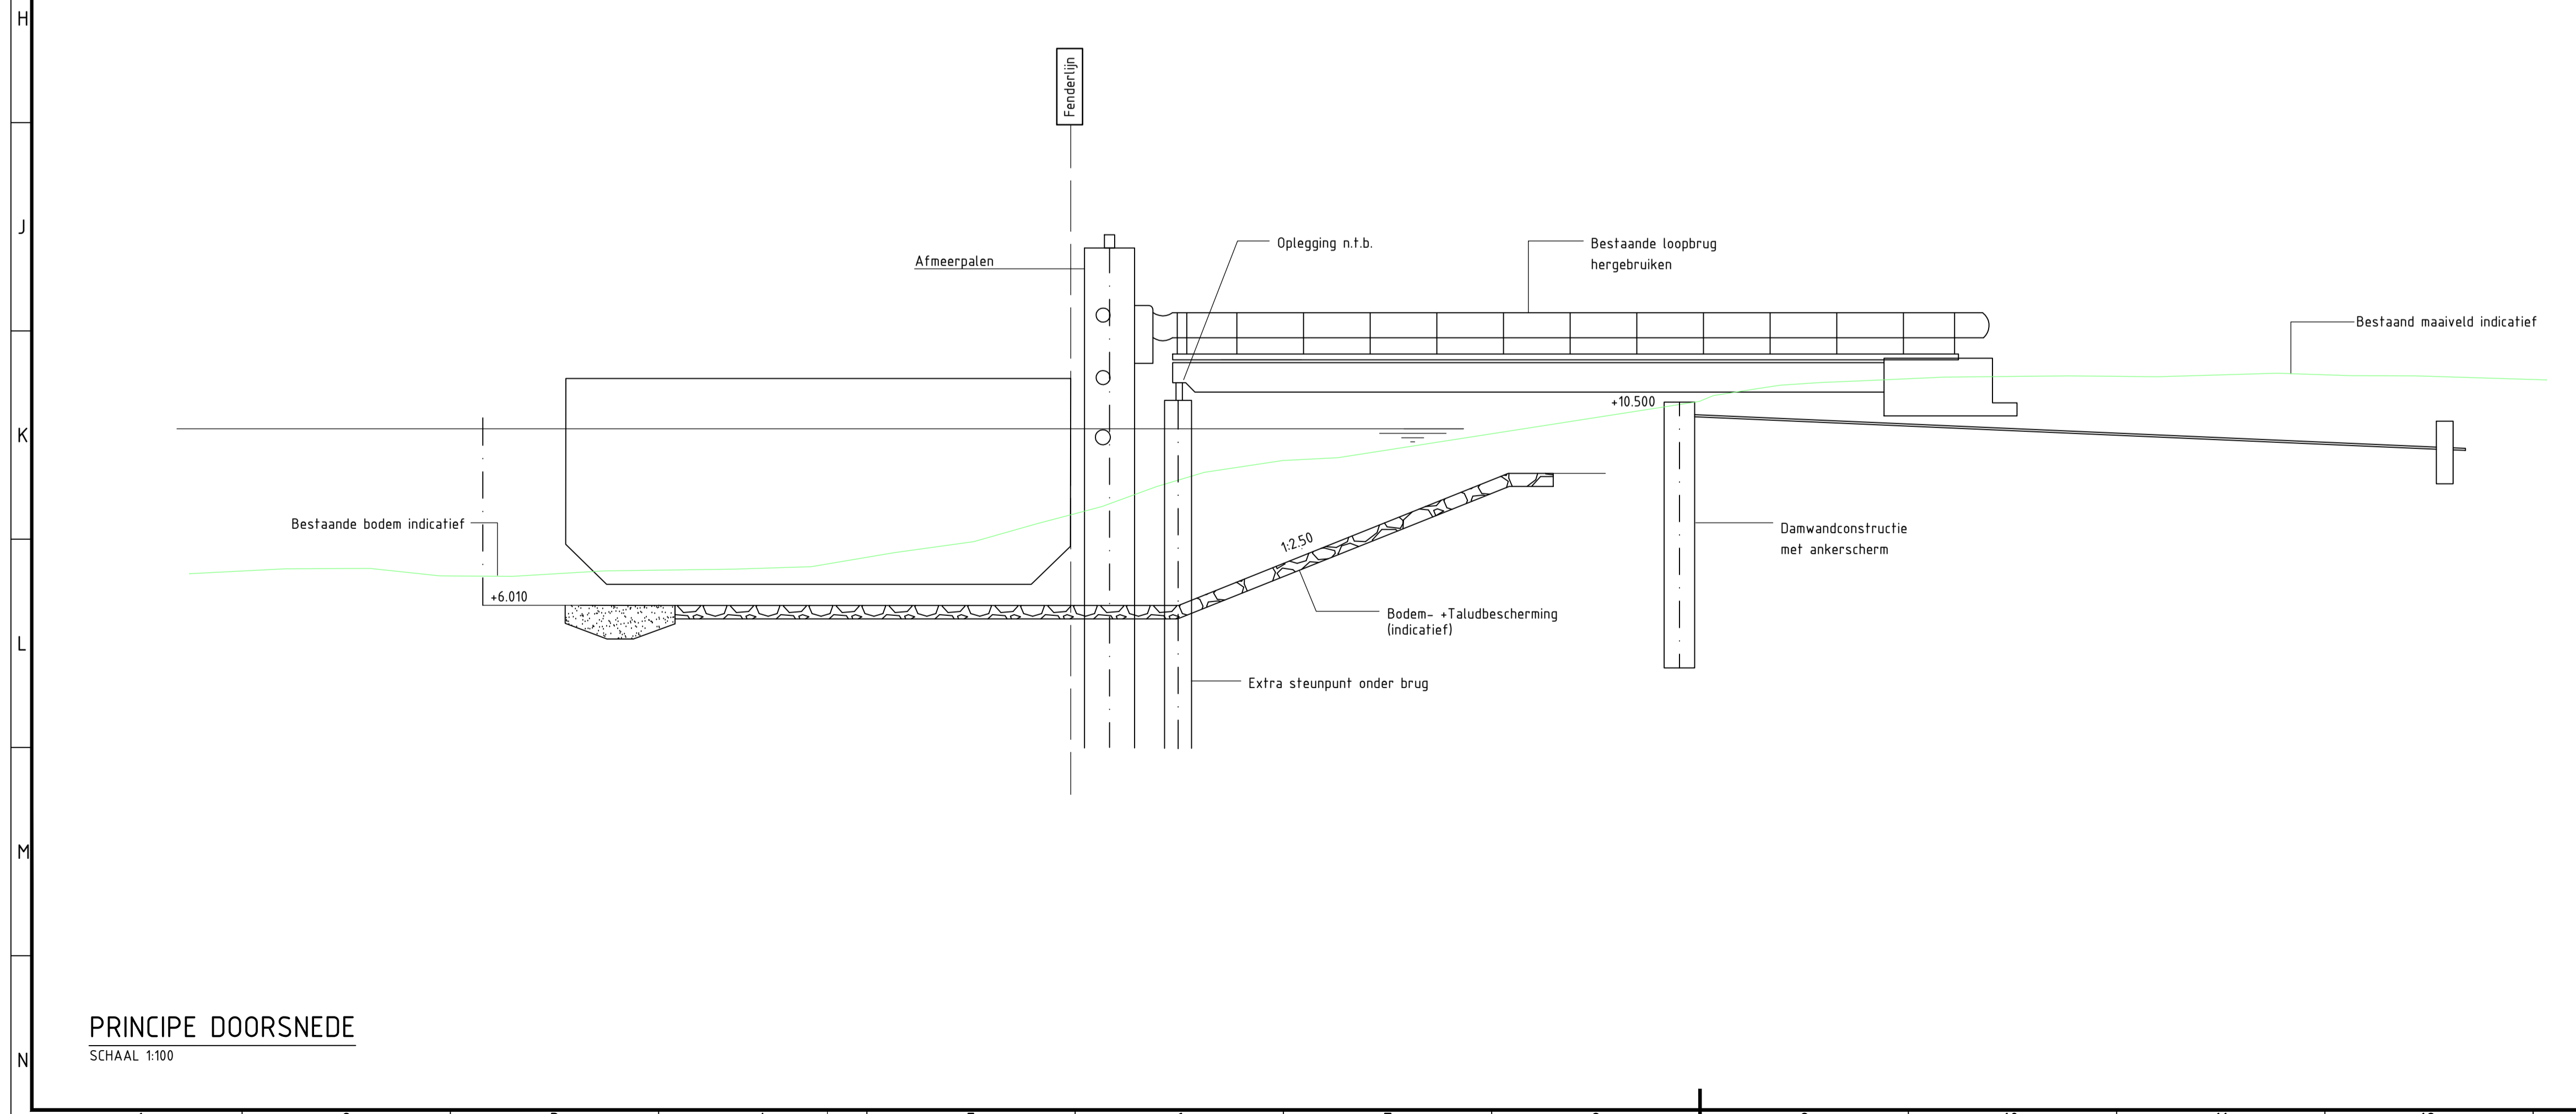 H
Fenderlijn
J
Oplegging n.t.b.
Bestaande loopbrug
hergebruiken
Afmeerpalen
Bestaand maaiveld indicatief
+10.500
K
Bestaande bodem indicatief
Damwandconstructie
met ankerscherm
1:2.50
+6.010
Bodem- +Taludbescherming
(indicatief)
L
Extra steunpunt onder brug
M
PRINCIPE DOORSNEDE
SCHAAL 1:100
N